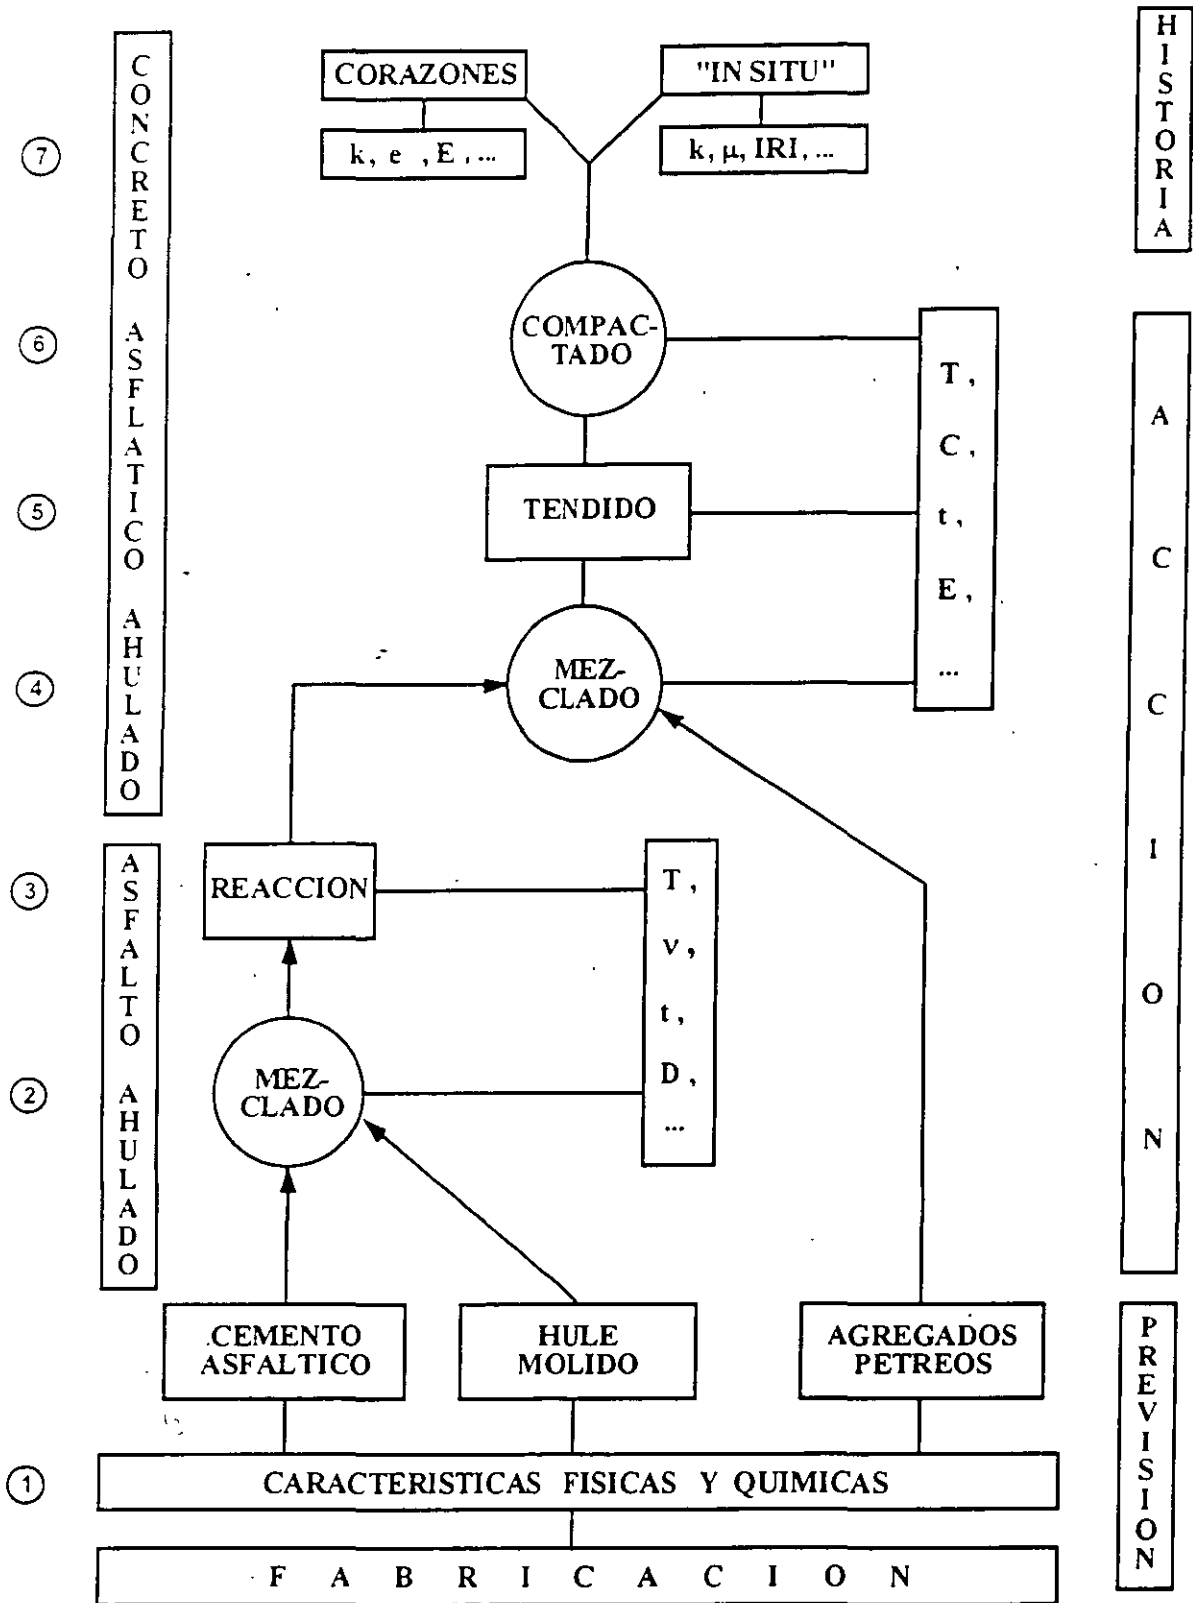 CORAZONES
"IN SITU"
k, e , E, ...
k, μ, IRI, ...
7
HISTORIA
CONCRETO ASFLATICO AHULADO
COMPAC-
TADO
6
T,
C,
t,
E,
...
TENDIDO
5
MEZ-
CLADO
4
ACCION
ASFALTO AHULADO
REACCION
3
T,
ν,
t,
D,
...
MEZ-
CLADO
2
CEMENTO
ASFALTICO
HULE
MOLIDO
AGREGADOS
PETREOS
PREVISION
1
CARACTERISTICAS FISICAS Y QUIMICAS
FABRICACION